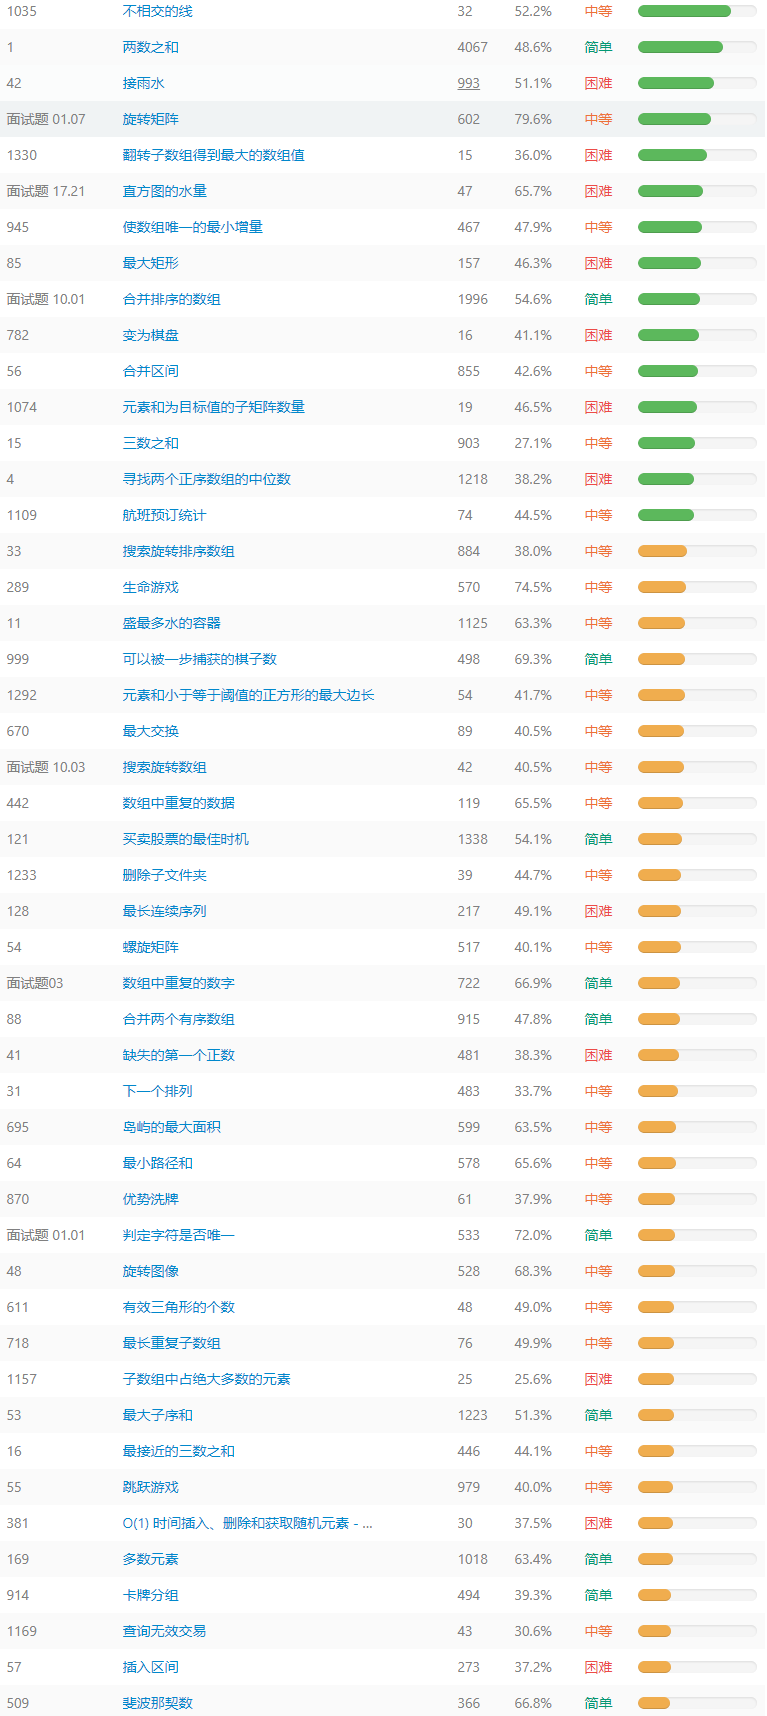 1035 不相交的线 32 52.2% 中等
1 两数之和 4067 48.6% 简单
42 接雨水 993 51.1% 困难
面试题 01.07 旋转矩阵 602 79.6% 中等
1330 翻转子数组得到最大的数组值 15 36.0% 困难
面试题 17.21 直方图的水量 47 65.7% 困难
945 使数组唯一的最小增量 467 47.9% 中等
85 最大矩形 157 46.3% 困难
面试题 10.01 合并排序的数组 1996 54.6% 简单
782 变为棋盘 16 41.1% 困难
56 合并区间 855 42.6% 中等
1074 元素和为目标值的子矩阵数量 19 46.5% 困难
15 三数之和 903 27.1% 中等
4 寻找两个正序数组的中位数 1218 38.2% 困难
1109 航班预订统计 74 44.5% 中等
33 搜索旋转排序数组 884 38.0% 中等
289 生命游戏 570 74.5% 中等
11 盛最多水的容器 1125 63.3% 中等
999 可以被一步捕获的棋子数 498 69.3% 简单
1292 元素和小于等于阈值的正方形的最大边长 54 41.7% 中等
670 最大交换 89 40.5% 中等
面试题 10.03 搜索旋转数组 42 40.5% 中等
442 数组中重复的数据 119 65.5% 中等
121 买卖股票的最佳时机 1338 54.1% 简单
1233 删除子文件夹 39 44.7% 中等
128 最长连续序列 217 49.1% 困难
54 螺旋矩阵 517 40.1% 中等
面试题03 数组中重复的数字 722 66.9% 简单
88 合并两个有序数组 915 47.8% 简单
41 缺失的第一个正数 481 38.3% 困难
31 下一个排列 483 33.7% 中等
695 岛屿的最大面积 599 63.5% 中等
64 最小路径和 578 65.6% 中等
870 优势洗牌 61 37.9% 中等
面试题 01.01 判定字符是否唯一 533 72.0% 简单
48 旋转图像 528 68.3% 中等
611 有效三角形的个数 48 49.0% 中等
718 最长重复子数组 76 49.9% 中等
1157 子数组中占绝大多数的元素 25 25.6% 困难
53 最大子序和 1223 51.3% 简单
16 最接近的三数之和 446 44.1% 中等
55 跳跃游戏 979 40.0% 中等
381 O(1) 时间插入、删除和获取随机元素 - ... 30 37.5% 困难
169 多数元素 1018 63.4% 简单
914 卡牌分组 494 39.3% 简单
1169 查询无效交易 43 30.6% 中等
57 插入区间 273 37.2% 困难
509 斐波那契数 366 66.8% 简单